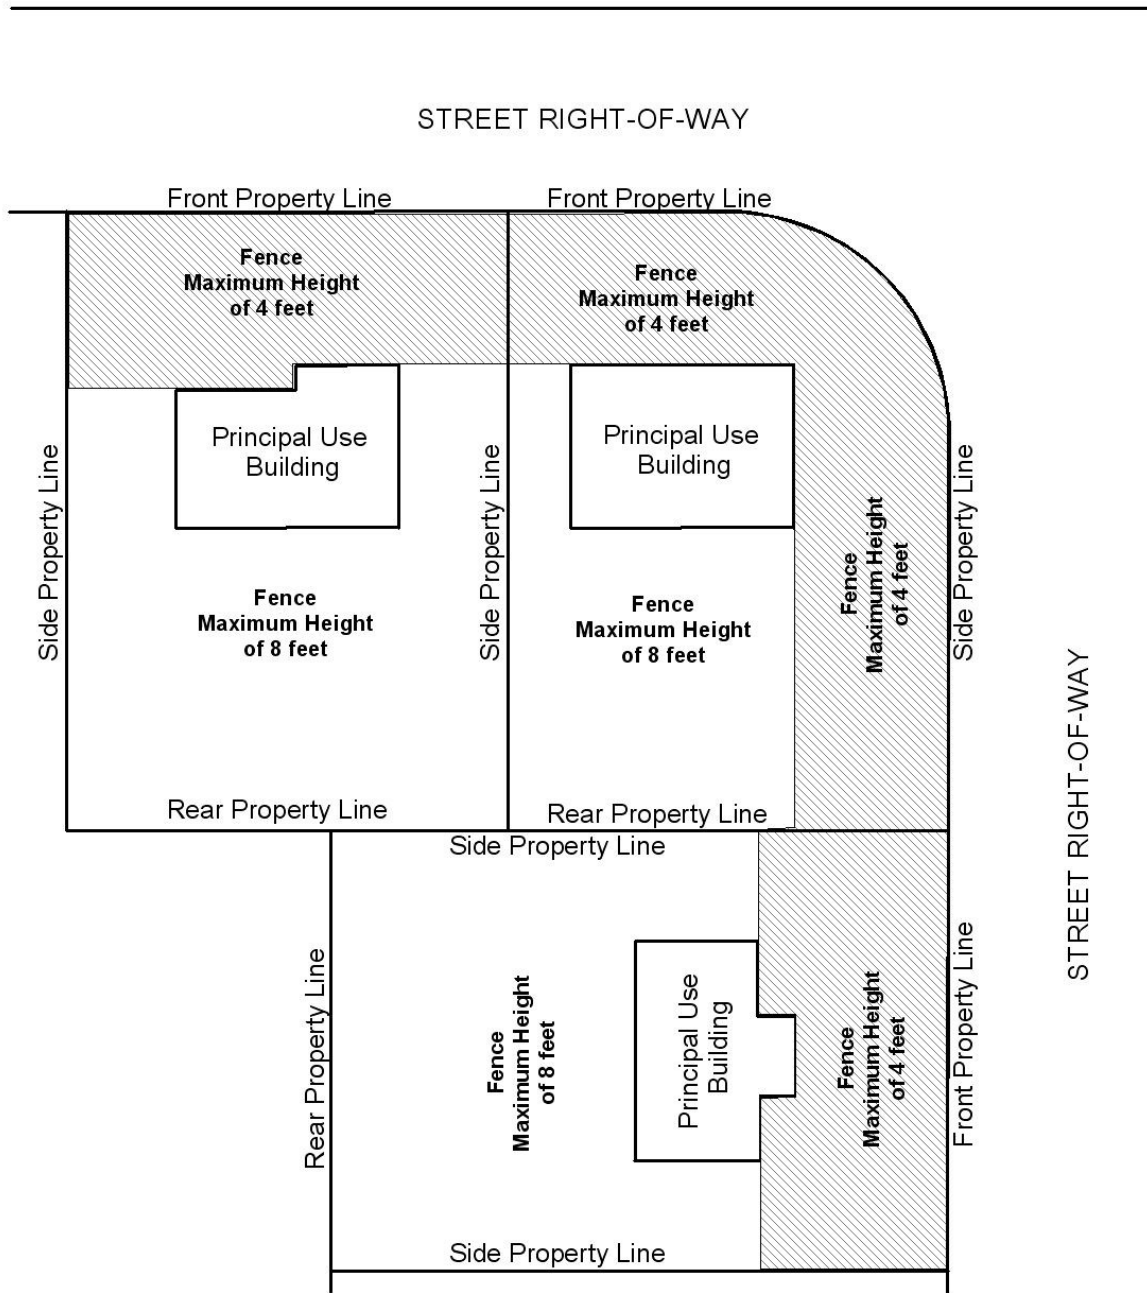 STREET RIGHT-OF-WAY
Front Property Line
Front Property Line
Fence
Maximum Height
of 4 feet
Fence
Maximum Height
of 4 feet
Principal Use
Building
Principal Use
Building
Side Property Line
Side Property Line
Fence
Maximum Height
of 4 feet
Side Property Line
Fence
Maximum Height
of 8 feet
Fence
Maximum Height
of 8 feet
STREET RIGHT-OF-WAY
Rear Property Line
Rear Property Line
Side Property Line
Rear Property Line
Fence
Maximum Height
of 8 feet
Principal Use
Building
Fence
Maximum Height
of 4 feet
Front Property Line
Side Property Line